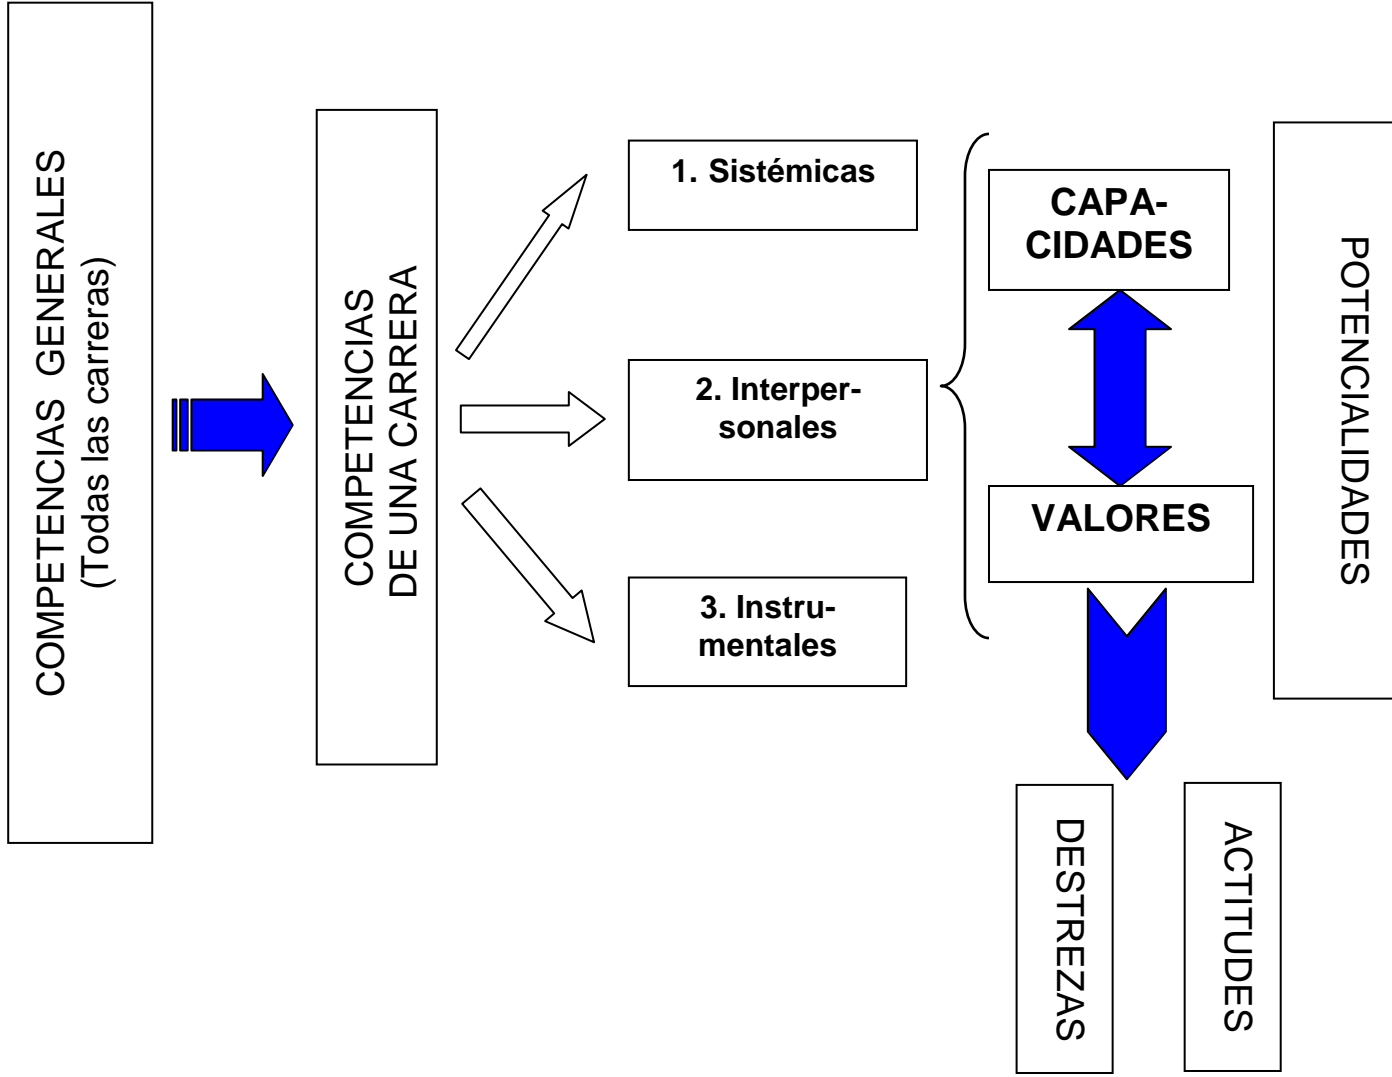 COMPETENCIAS GENERALES
(Todas las carreras)
COMPETENCIAS
DE UNA CARRERA
1. Sistémicas
2. Interper-
sonales
3. Instru-
mentales
CAPA-
CIDADES
VALORES
POTENCIALIDADES
DESTREZAS
ACTITUDES